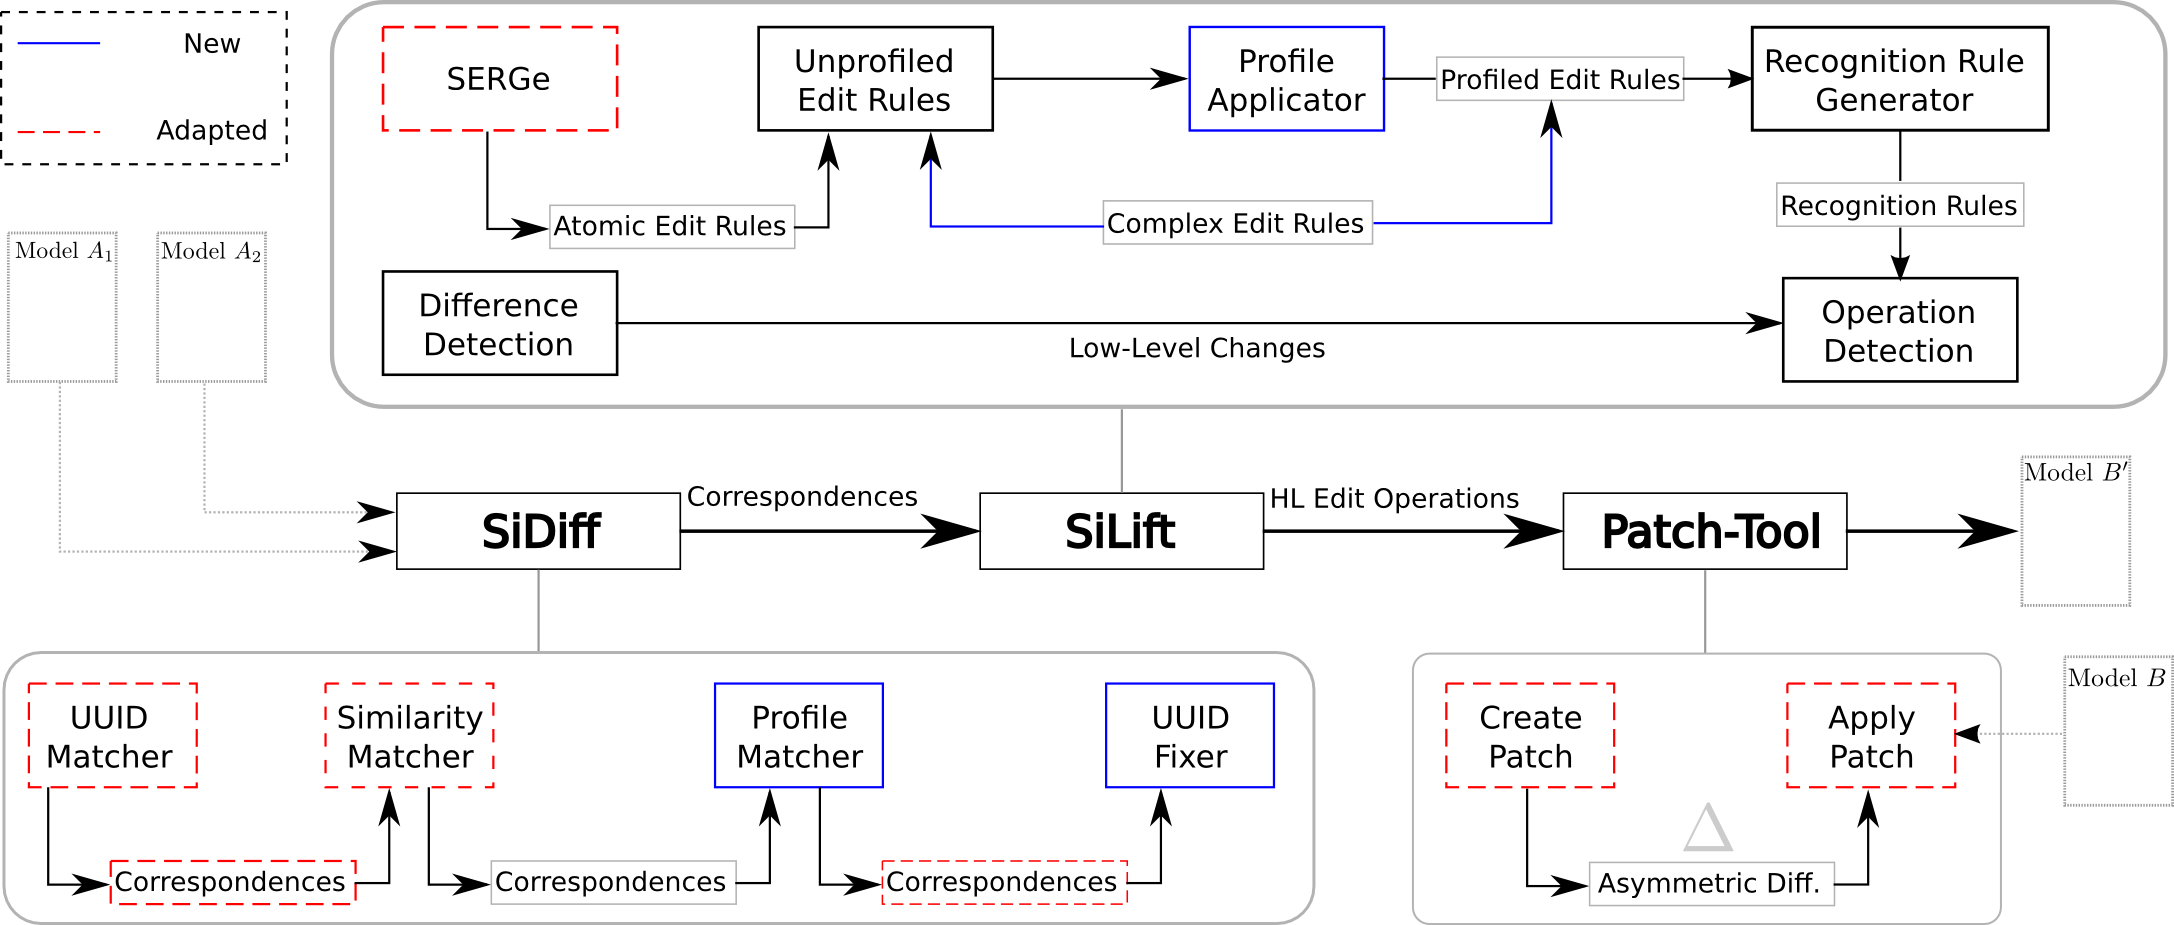 New
Adapted
SERGe
Unprofiled
Edit Rules
Profile
Applicator
Profiled Edit Rules
Recognition Rule
Generator
Atomic Edit Rules
Complex Edit Rules
Recognition Rules
Difference
Detection
Low-Level Changes
Operation
Detection
Model A₁
Model A₂
SiDiff
Correspondences
SiLift
HL Edit Operations
Patch-Tool
Model B′
UUID
Matcher
Similarity
Matcher
Profile
Matcher
UUID
Fixer
Correspondences
Correspondences
Correspondences
Create
Patch
Apply
Patch
Δ
Asymmetric Diff.
Model B